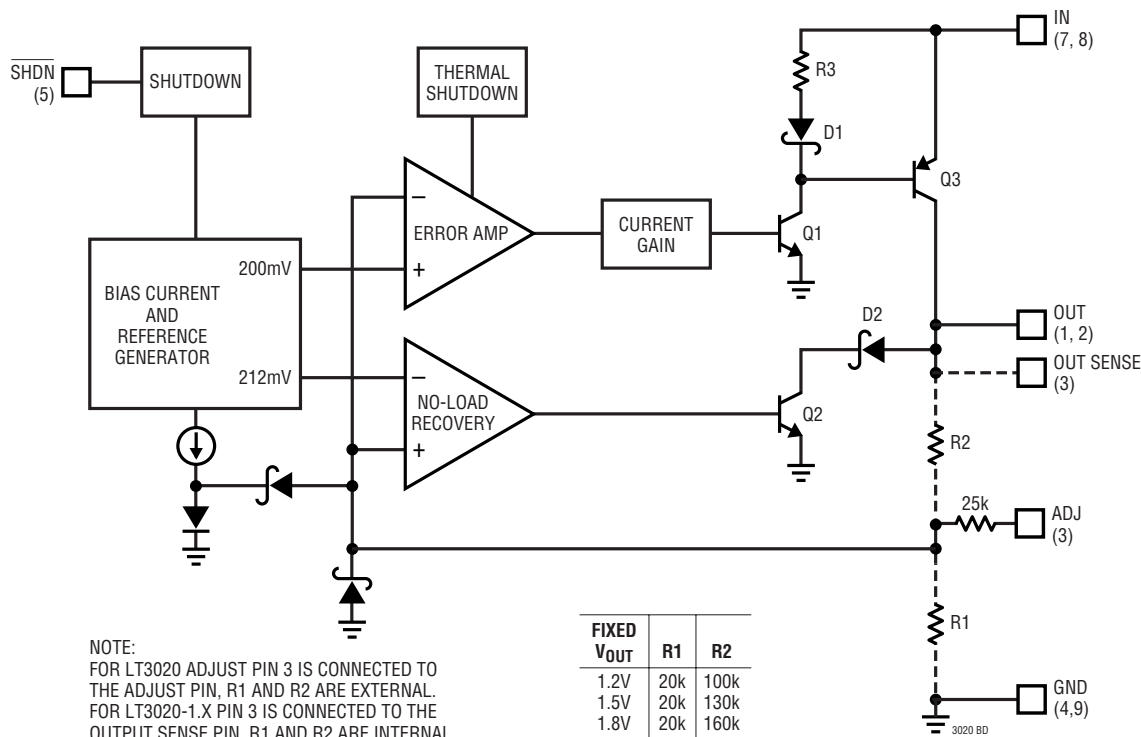 IN
(7, 8)
SHDN
(5)
SHUTDOWN
THERMAL
SHUTDOWN
R3
D1
Q3
−
ERROR AMP
+
CURRENT
GAIN
Q1
200mV
BIAS CURRENT
AND
REFERENCE
GENERATOR
212mV
D2
OUT
(1, 2)
OUT SENSE
(3)
−
NO-LOAD
RECOVERY
+
Q2
R2
25k
ADJ
(3)
R1
GND
(4,9)
NOTE:
FOR LT3020 ADJUST PIN 3 IS CONNECTED TO
THE ADJUST PIN, R1 AND R2 ARE EXTERNAL.
FOR LT3020-1.X PIN 3 IS CONNECTED TO THE
OUTPUT SENSE PIN, R1 AND R2 ARE INTERNAL
FIXED
VOUT R1 R2
1.2V 20k 100k
1.5V 20k 130k
1.8V 20k 160k
3020 BD